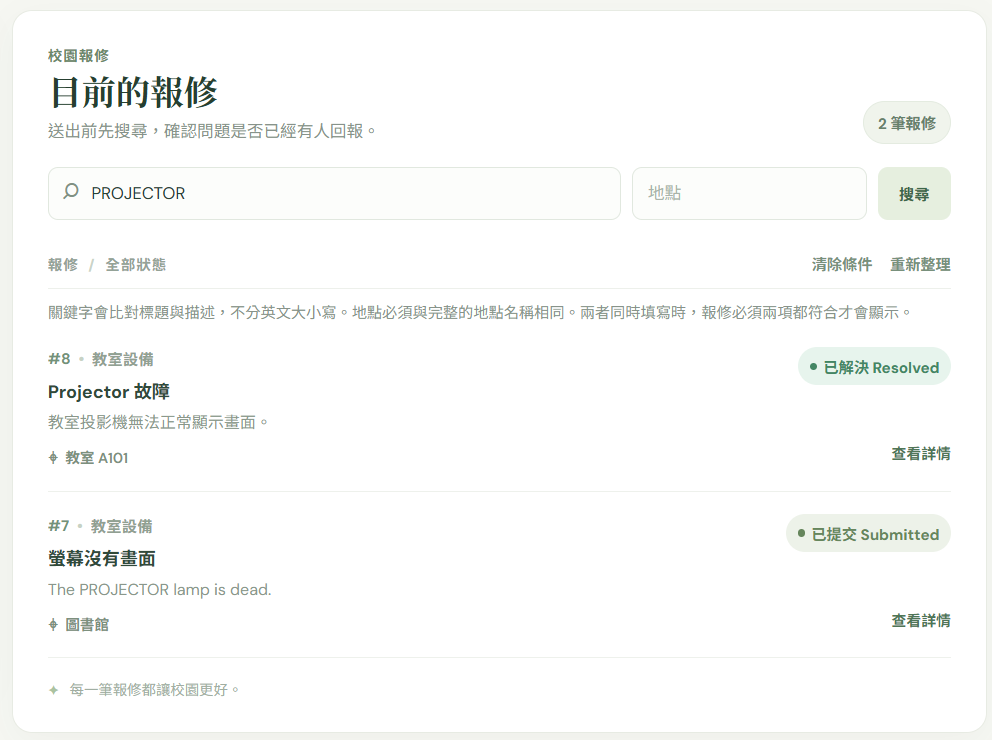 校園報修
目前的報修
送出前先搜尋，確認問題是否已經有人回報。
2 筆報修
PROJECTOR
地點
搜尋
報修 / 全部狀態
清除條件 重新整理
關鍵字會比對標題與描述，不分英文大小寫。地點必須與完整的地點名稱相同。兩者同時填寫時，報修必須兩項都符合才會顯示。
#8 • 教室設備
已解決 Resolved
Projector 故障
教室投影機無法正常顯示畫面。
教室 A101
查看詳情
#7 • 教室設備
已提交 Submitted
螢幕沒有畫面
The PROJECTOR lamp is dead.
圖書館
查看詳情
每一筆報修都讓校園更好。